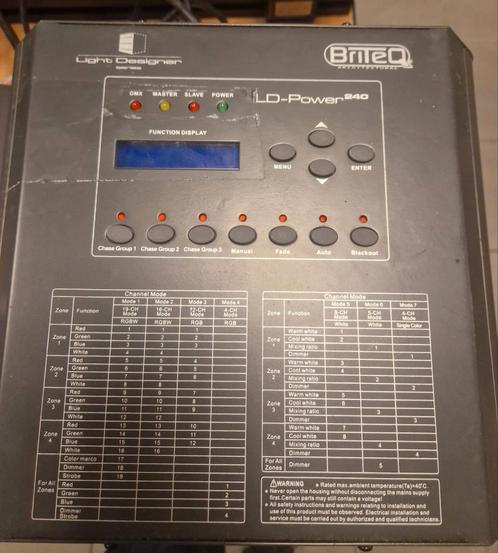 Light Designer
series
BRITEQ
ARCHITECTURAL
DMX MASTER SLAVE POWER
LD-Power240
FUNCTION DISPLAY
MENU ENTER
Chase Group 1 Chase Group 2 Chase Group 3 Manual Fade Auto Blackout
Channel Mode
Zone Function Mode 1 Mode 2 Mode 3 Mode 4
19-CH Mode 16-CH Mode 12-CH Mode 4-CH Mode
RGBW RGBW RGB RGB
Zone 1 Red 1 1 1
Green 2 2 2
Blue 3 3 3
White 4 4
Zone 2 Red 5 5 4
Green 6 6 5
Blue 7 7 6
White 8 8
Zone 3 Red 9 9 7
Green 10 10 8
Blue 11 11 9
White 12 12
Zone 4 Red 13 13 10
Green 14 14 11
Blue 15 15 12
White 16 16
Color marco 17
Dimmer 18
Strobe
For All Zones Red 1
Green 2
Blue 3
Dimmer Strobe 4
Channel Mode
Zone Function Mode 5 Mode 6 Mode 7
8-CH Mode 5-CH Mode 4-CH Mode
White White Single Color
Zone 1 Warm white 1
Cool white 2
Mixing ratio 1
Dimmer 1
Zone 2 Warm white 3
Cool white 4
Mixing ratio 2
Dimmer 2
Zone 3 Warm white 5
Cool white 6
Mixing ratio 3
Dimmer 3
Zone 4 Warm white 7
Cool white 8
Mixing ratio 4
Dimmer 4
For All Zones Dimmer 5
WARNING Rated max.ambient temperature(Ta)=40°C.
Never open the housing without disconnecting the mains supply
first.Certain parts may still contain a voltage!
All safety instructions and warnings relating to installation and
use of this product must be observed. Electrical installation and
service must be carried out by authorized and qualified technicians.